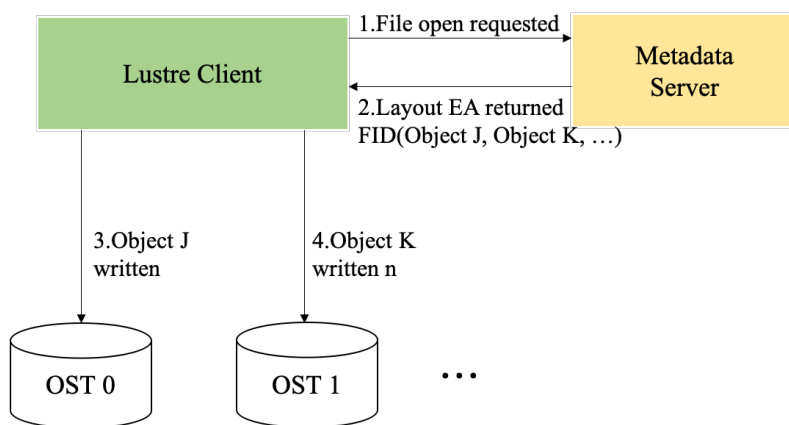 1.File open requested
Lustre Client
Metadata
Server
2.Layout EA returned
FID(Object J, Object K, …)
3.Object J
written
4.Object K
written n
OST 0
OST 1
…